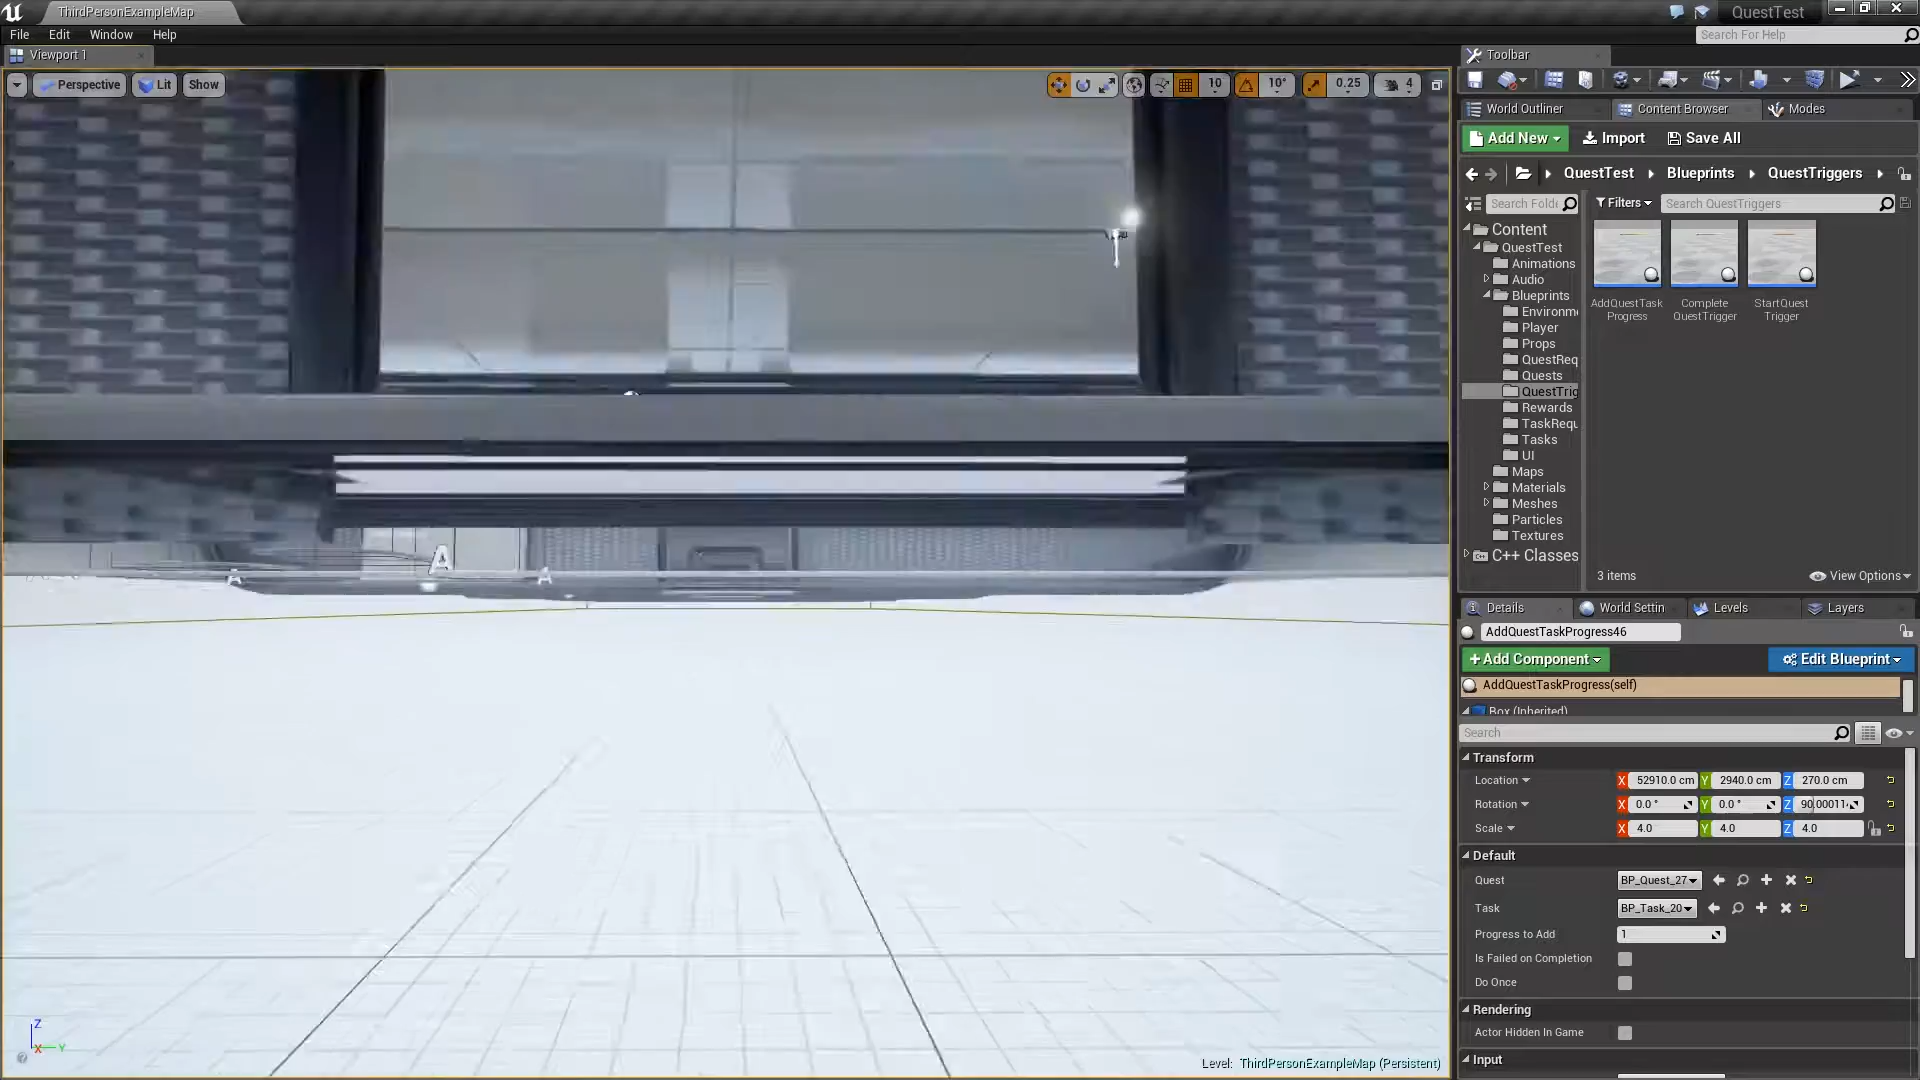 ThirdPersonExampleMap
QuestTest
File Edit Window Help
Search For Help
Viewport 1
Toolbar
Perspective Lit Show
10 10° 0.25 4
World Outliner Content Browser Modes
Add New Import Save All
QuestTest Blueprints QuestTriggers
Filters Search QuestTriggers
Content
QuestTest
Animations
Audio
Blueprints
Environm
Player
Props
QuestReq
Quests
QuestTrig
Rewards
TaskRequ
Tasks
UI
Maps
Materials
Meshes
Particles
Textures
C++ Classes
AddQuestTask
Progress
Complete
QuestTrigger
StartQuest
Trigger
3 items View Options
Details World Settin Levels Layers
AddQuestTaskProgress46
+Add Component Edit Blueprint
AddQuestTaskProgress(self)
Box (Inherited)
Search
Transform
Location X 52910.0 cm Y 2940.0 cm Z 270.0 cm
Rotation X 0.0 ° Y 0.0 ° Z 90.00011
Scale X 4.0 Y 4.0 Z 4.0
Default
Quest BP_Quest_27
Task BP_Task_20
Progress to Add 1
Is Failed on Completion
Do Once
Rendering
Actor Hidden In Game
Input
A
A A
Z
X Y
Level: ThirdPersonExampleMap (Persistent)